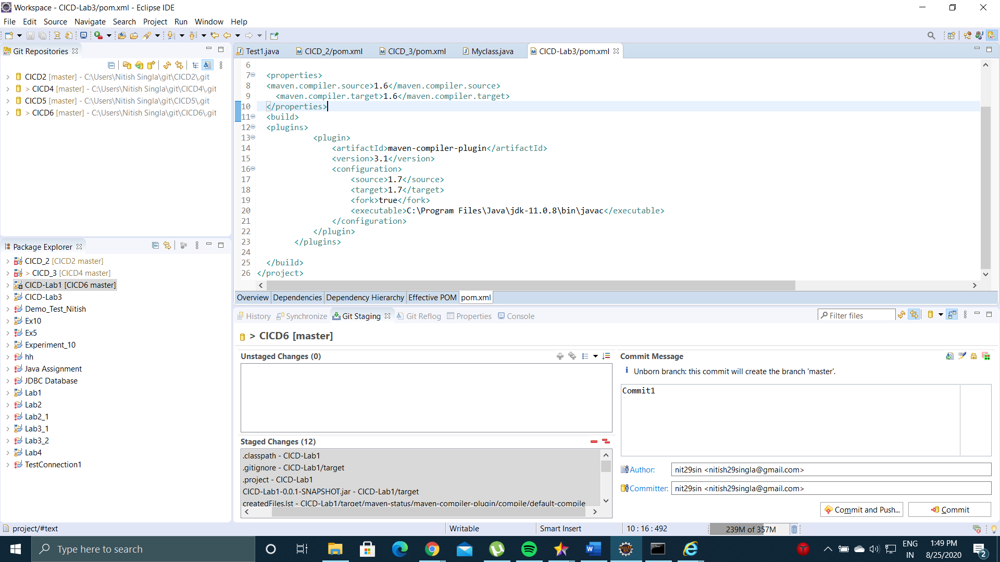 Workspace - CICD-Lab3/pom.xml - Eclipse IDE
File Edit Source Navigate Search Project Run Window Help
Git Repositories
CICD2 [master] - C:\Users\Nitish Singla\git\CICD2\.git
> CICD4 [master] - C:\Users\Nitish Singla\git\CICD4\.git
CICD5 [master] - C:\Users\Nitish Singla\git\CICD5\.git
> CICD6 [master] - C:\Users\Nitish Singla\git\CICD6\.git
Package Explorer
CICD_2 [CICD2 master]
> CICD_3 [CICD4 master]
CICD-Lab1 [CICD6 master]
CICD-Lab3
Demo_Test_Nitish
Ex10
Ex5
Experiment_10
hh
Java Assignment
JDBC Database
Lab1
Lab2
Lab2_1
Lab3_1
Lab3_2
Lab4
TestConnection1
Test1.java CICD_2/pom.xml CICD_3/pom.xml Myclass.java CICD-Lab3/pom.xml
6
7 <properties>
8 <maven.compiler.source>1.6</maven.compiler.source>
9 <maven.compiler.target>1.6</maven.compiler.target>
10 </properties>
11 <build>
12 <plugins>
13 <plugin>
14 <artifactId>maven-compiler-plugin</artifactId>
15 <version>3.1</version>
16 <configuration>
17 <source>1.7</source>
18 <target>1.7</target>
19 <fork>true</fork>
20 <executable>C:\Program Files\Java\jdk-11.0.8\bin\javac</executable>
21 </configuration>
22 </plugin>
23 </plugins>
24
25 </build>
26 </project>
Overview Dependencies Dependency Hierarchy Effective POM pom.xml
History Synchronize Git Staging Git Reflog Properties Console Filter files
> CICD6 [master]
Unstaged Changes (0)
Staged Changes (12)
.classpath - CICD-Lab1
.gitignore - CICD-Lab1/target
.project - CICD-Lab1
CICD-Lab1-0.0.1-SNAPSHOT.jar - CICD-Lab1/target
createdFiles.lst - CICD-Lab1/target/maven-status/maven-compiler-plugin/compile/default-compile
Commit Message
Unborn branch: this commit will create the branch 'master'.
Commit1
Author: nit29sin <nitish29singla@gmail.com>
Committer: nit29sin <nitish29singla@gmail.com>
Commit and Push... Commit
project/#text Writable Smart Insert 10 : 16 : 492 239M of 357M
Type here to search
ENG
IN
1:49 PM
8/25/2020
2